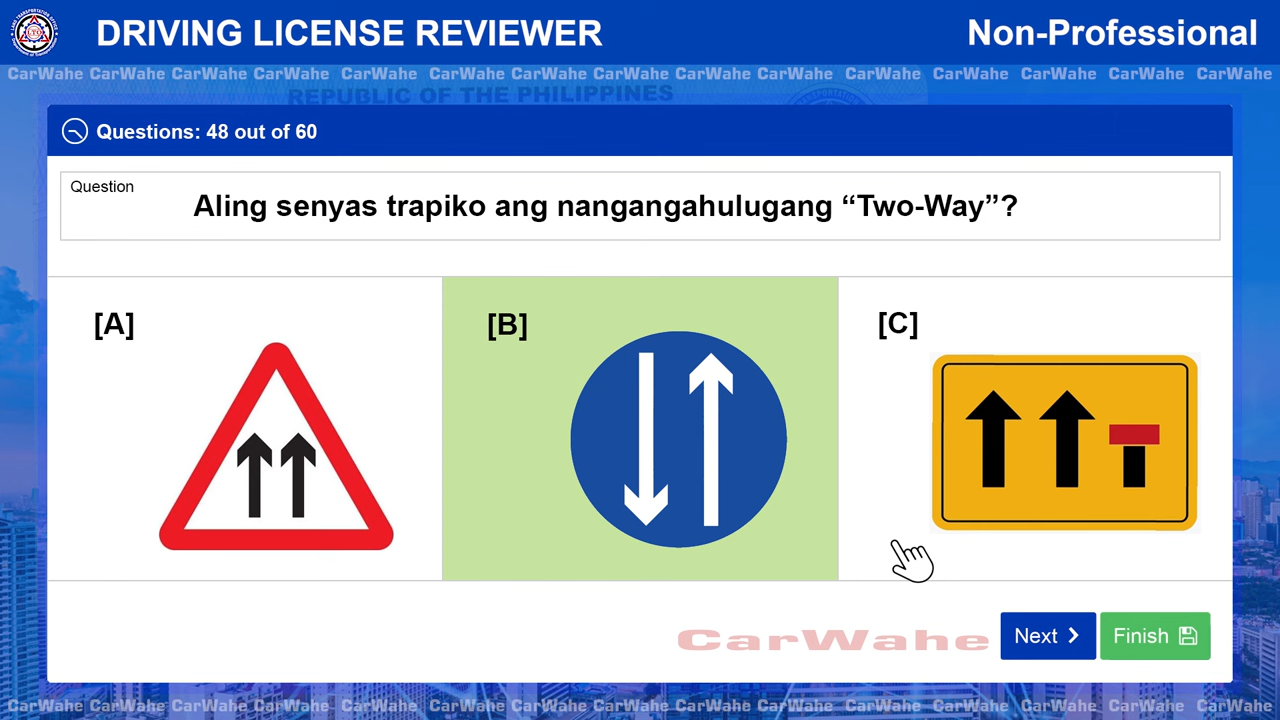 DRIVING LICENSE REVIEWER
Non-Professional
CarWahe CarWahe CarWahe CarWahe CarWahe CarWahe CarWahe CarWahe CarWahe CarWahe CarWahe CarWahe CarWahe CarWahe CarWahe
REPUBLIC OF THE PHILIPPINES
Questions: 48 out of 60
Question
Aling senyas trapiko ang nangangahulugang “Two-Way”?
[A]
[B]
[C]
CarWahe
Next
Finish
CarWahe CarWahe CarWahe CarWahe CarWahe CarWahe CarWahe CarWahe CarWahe CarWahe CarWahe CarWahe CarWahe CarWahe CarWahe